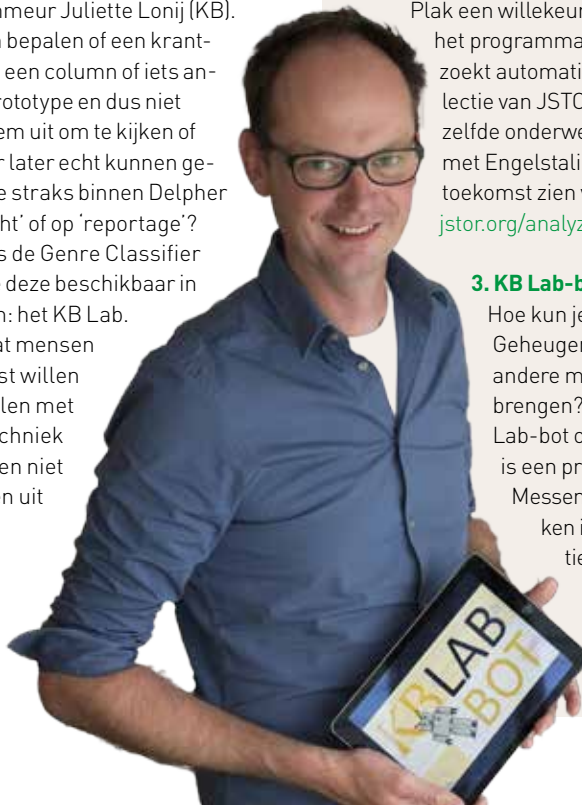 meur Juliette Lonij (KB).
bepalen of een krant-
een column of iets an-
rototype en dus niet
em uit om te kijken of
r later echt kunnen ge-
e straks binnen Delpher
ht’ of op ‘reportage’?
s de Genre Classifier
deze beschikbaar in
n: het KB Lab.
at mensen
st willen
len met
chniek
en niet
n uit
Plak een willekeur
het programma
zoekt automati
lectie van JSTO
zelfde onderwe
met Engelstali
toekomst zien v
jstor.org/analyz
3. KB Lab-b
Hoe kun je
Geheugen
andere m
brengen?
Lab-bot o
is een pr
Messen
ken i
tie
KB LAB
BOT